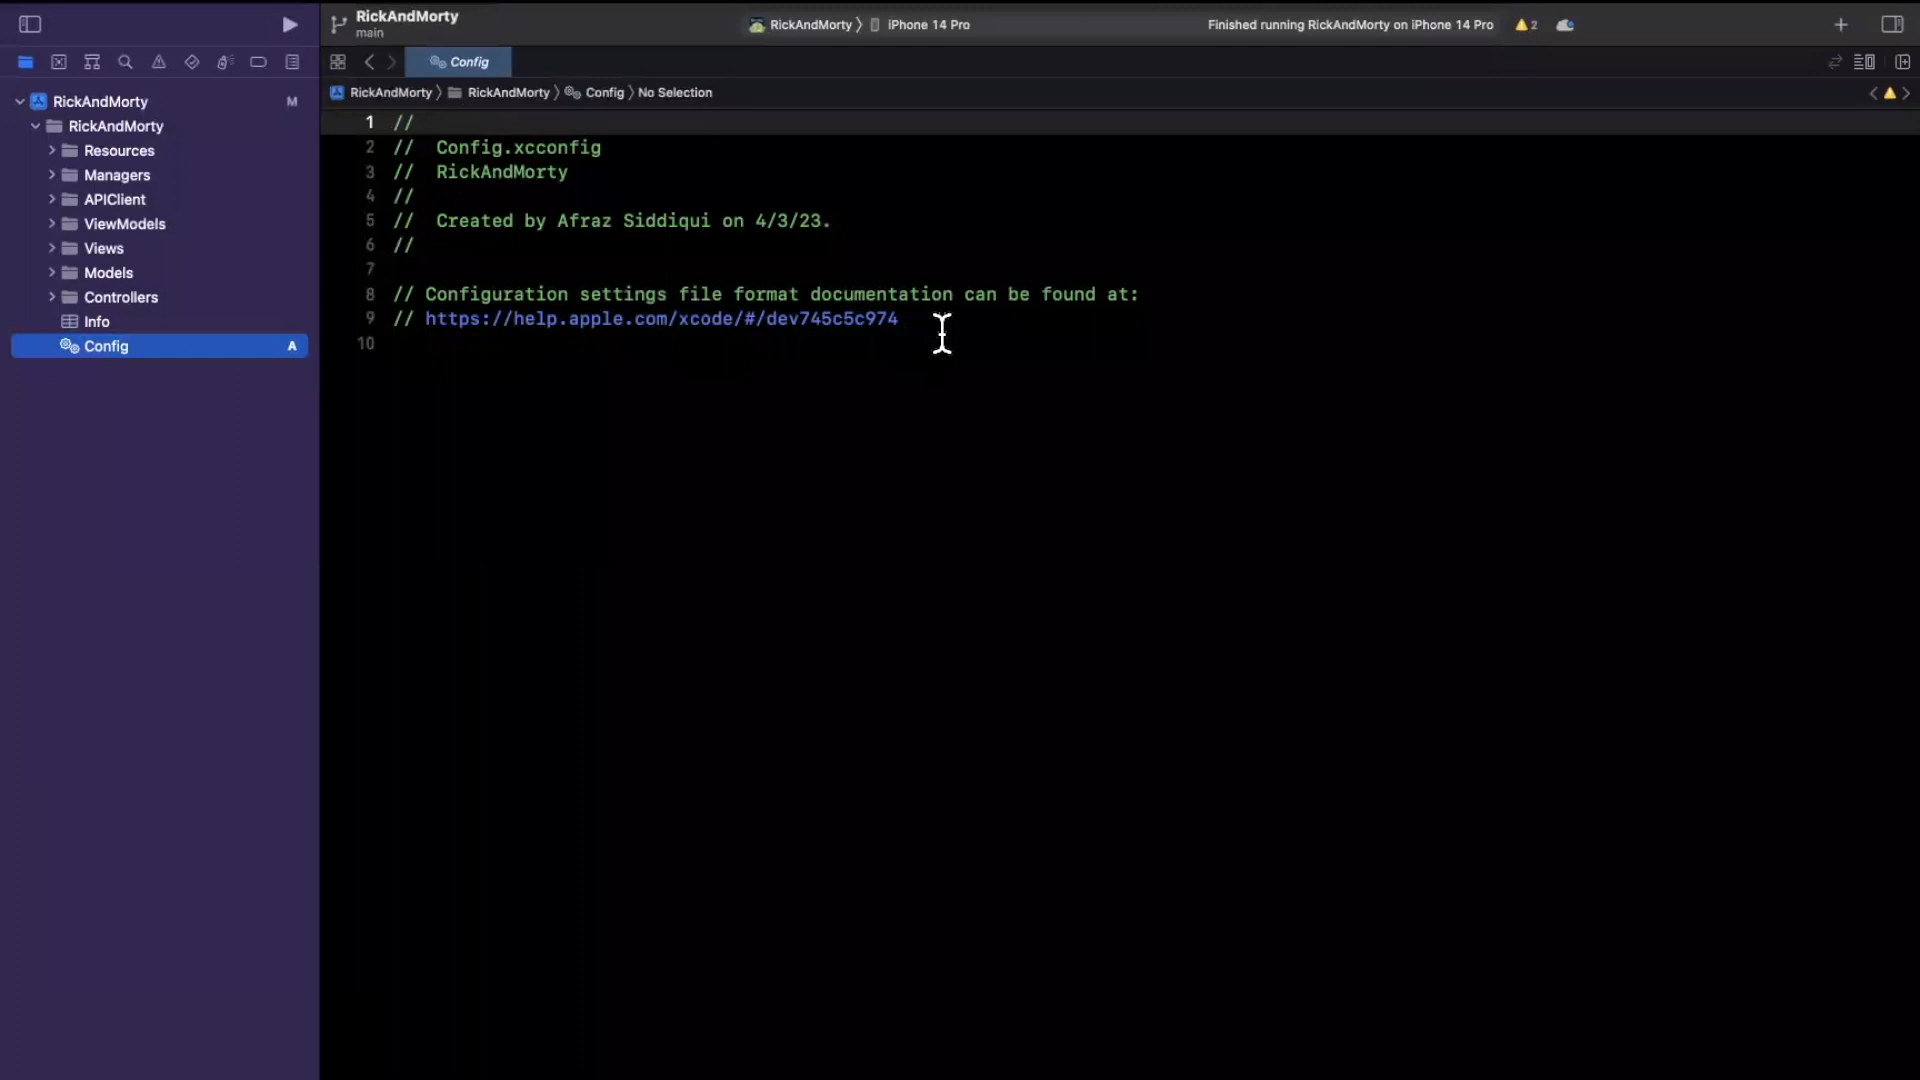 RickAndMorty
main
RickAndMorty
iPhone 14 Pro
Finished running RickAndMorty on iPhone 14 Pro
2
Config
RickAndMorty
RickAndMorty
Config
No Selection
RickAndMorty M
RickAndMorty
Resources
Managers
APIClient
ViewModels
Views
Models
Controllers
Info
Config A
1 //
2 // Config.xcconfig
3 // RickAndMorty
4 //
5 // Created by Afraz Siddiqui on 4/3/23.
6 //
7
8 // Configuration settings file format documentation can be found at:
9 // https://help.apple.com/xcode/#/dev745c5c974
10